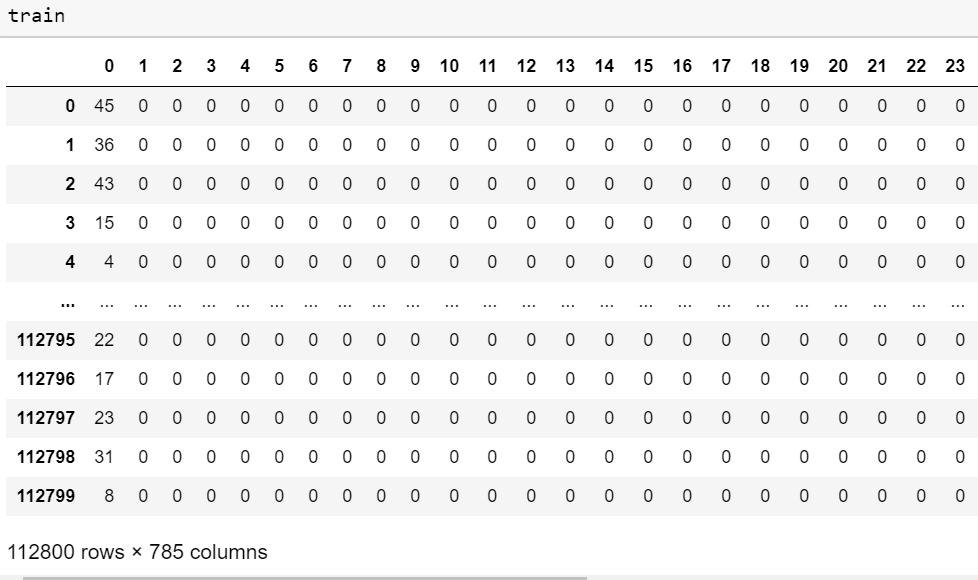 train
0 1 2 3 4 5 6 7 8 9 10 11 12 13 14 15 16 17 18 19 20 21 22 23
0 45 0 0 0 0 0 0 0 0 0 0 0 0 0 0 0 0 0 0 0 0 0 0 0
1 36 0 0 0 0 0 0 0 0 0 0 0 0 0 0 0 0 0 0 0 0 0 0 0
2 43 0 0 0 0 0 0 0 0 0 0 0 0 0 0 0 0 0 0 0 0 0 0 0
3 15 0 0 0 0 0 0 0 0 0 0 0 0 0 0 0 0 0 0 0 0 0 0 0
4 4 0 0 0 0 0 0 0 0 0 0 0 0 0 0 0 0 0 0 0 0 0 0 0
... ... ... ... ... ... ... ... ... ... ... ... ... ... ... ... ... ... ... ... ... ... ... ... ...
112795 22 0 0 0 0 0 0 0 0 0 0 0 0 0 0 0 0 0 0 0 0 0 0 0
112796 17 0 0 0 0 0 0 0 0 0 0 0 0 0 0 0 0 0 0 0 0 0 0 0
112797 23 0 0 0 0 0 0 0 0 0 0 0 0 0 0 0 0 0 0 0 0 0 0 0
112798 31 0 0 0 0 0 0 0 0 0 0 0 0 0 0 0 0 0 0 0 0 0 0 0
112799 8 0 0 0 0 0 0 0 0 0 0 0 0 0 0 0 0 0 0 0 0 0 0 0
112800 rows × 785 columns